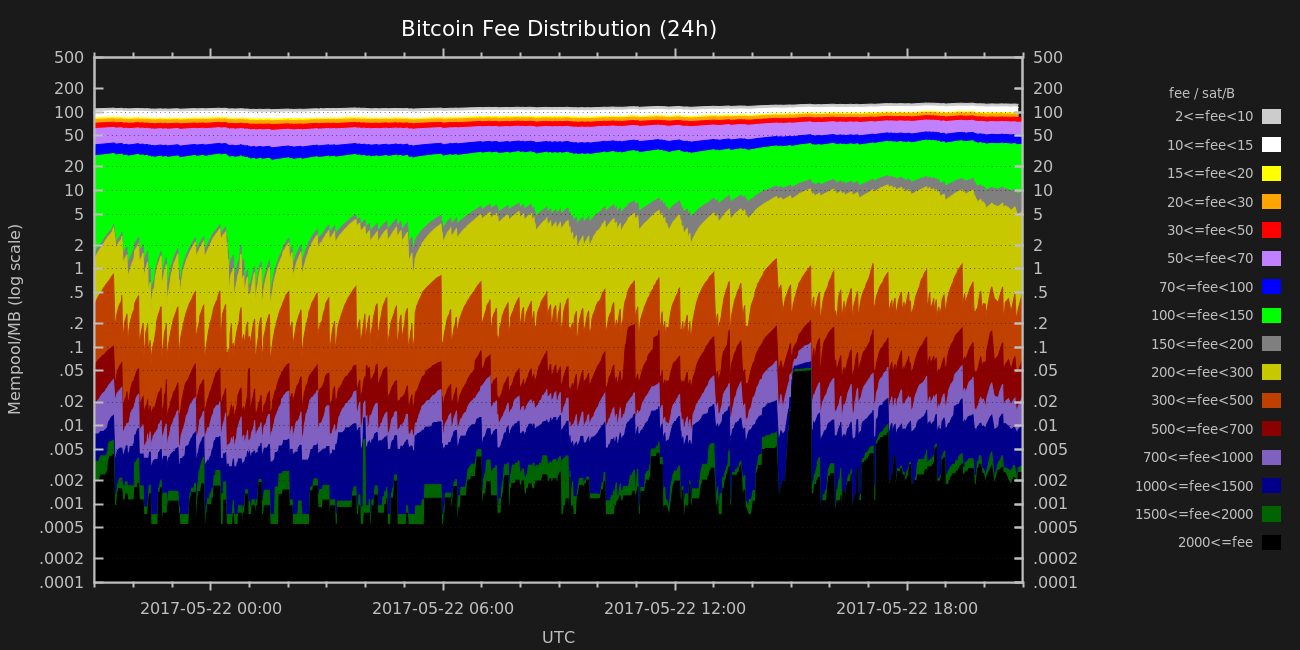 Bitcoin Fee Distribution (24h)
500
200
100
50
20
10
5
2
1
.5
.2
.1
.05
.02
.01
.005
.002
.001
.0005
.0002
.0001
Mempool/MB (log scale)
500
200
100
50
20
10
5
2
1
.5
.2
.1
.05
.02
.01
.005
.002
.001
.0005
.0002
.0001
fee / sat/B
2<=fee<10
10<=fee<15
15<=fee<20
20<=fee<30
30<=fee<50
50<=fee<70
70<=fee<100
100<=fee<150
150<=fee<200
200<=fee<300
300<=fee<500
500<=fee<700
700<=fee<1000
1000<=fee<1500
1500<=fee<2000
2000<=fee
2017-05-22 00:00 2017-05-22 06:00 2017-05-22 12:00 2017-05-22 18:00
UTC